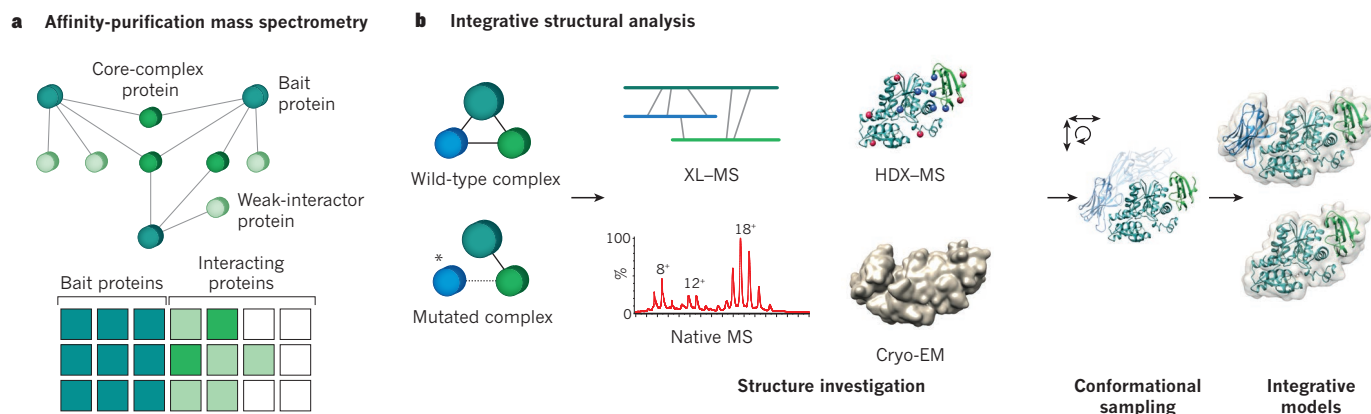 a Affinity-purification mass spectrometry
Core-complex
protein
Bait
protein
Weak-interactor
protein
Bait proteins
Interacting
proteins
b Integrative structural analysis
Wild-type complex
*
Mutated complex
XL–MS
HDX–MS
100
%
0
8+
12+
18+
Native MS
Cryo-EM
Structure investigation
Conformational
sampling
Integrative
models